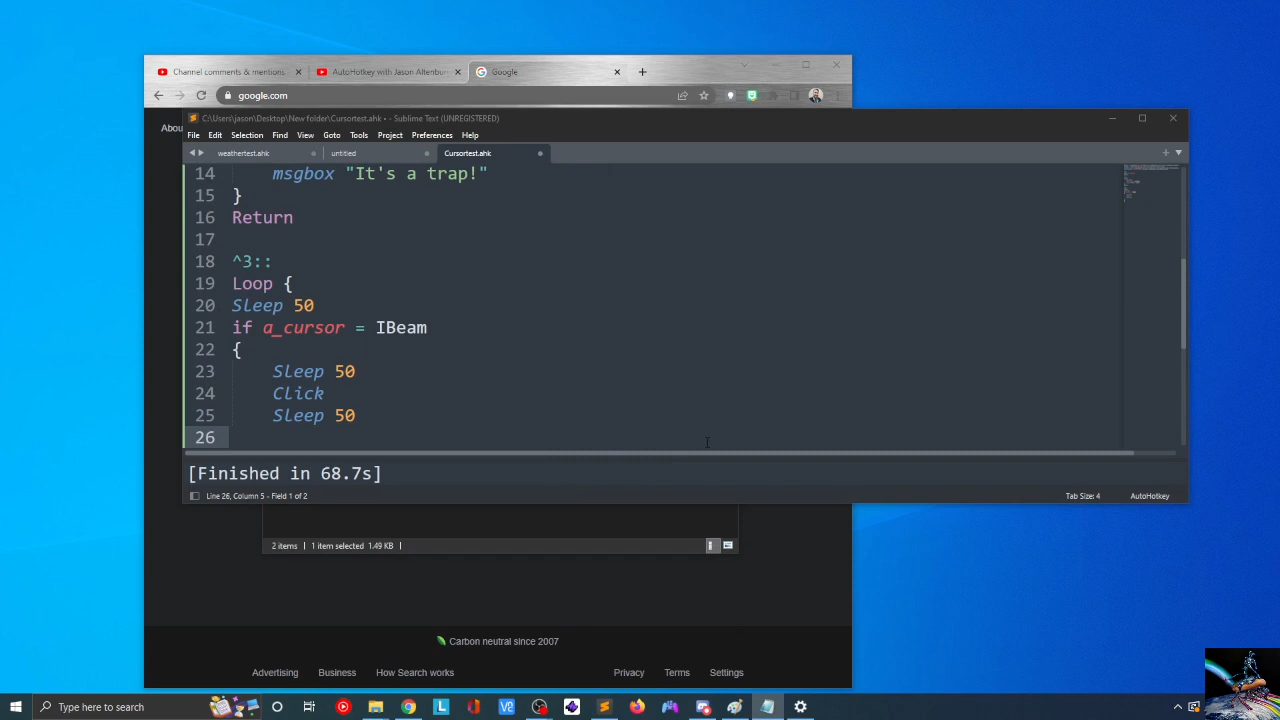 Channel comments & mentions
AutoHotkey with Jason Altenbur
Google
google.com
Abou
C:\Users\jason\Desktop\New folder\Cursortest.ahk • - Sublime Text (UNREGISTERED)
File Edit Selection Find View Goto Tools Project Preferences Help
weathertest.ahk untitled Cursortest.ahk
14 msgbox "It's a trap!"
15 }
16 Return
17
18 ^3::
19 Loop {
20 Sleep 50
21 if a_cursor = IBeam
22 {
23 Sleep 50
24 Click
25 Sleep 50
26
[Finished in 68.7s]
Line 26, Column 5 - Field 1 of 2 Tab Size: 4 AutoHotkey
2 items 1 item selected 1.49 KB
Carbon neutral since 2007
Advertising Business How Search works Privacy Terms Settings
Type here to search